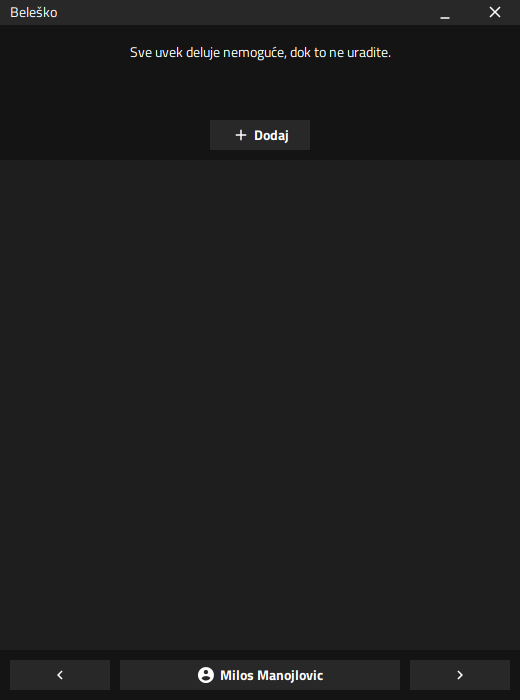 Beleško
Sve uvek deluje nemoguće, dok to ne uradite.
Dodaj
Milos Manojlovic